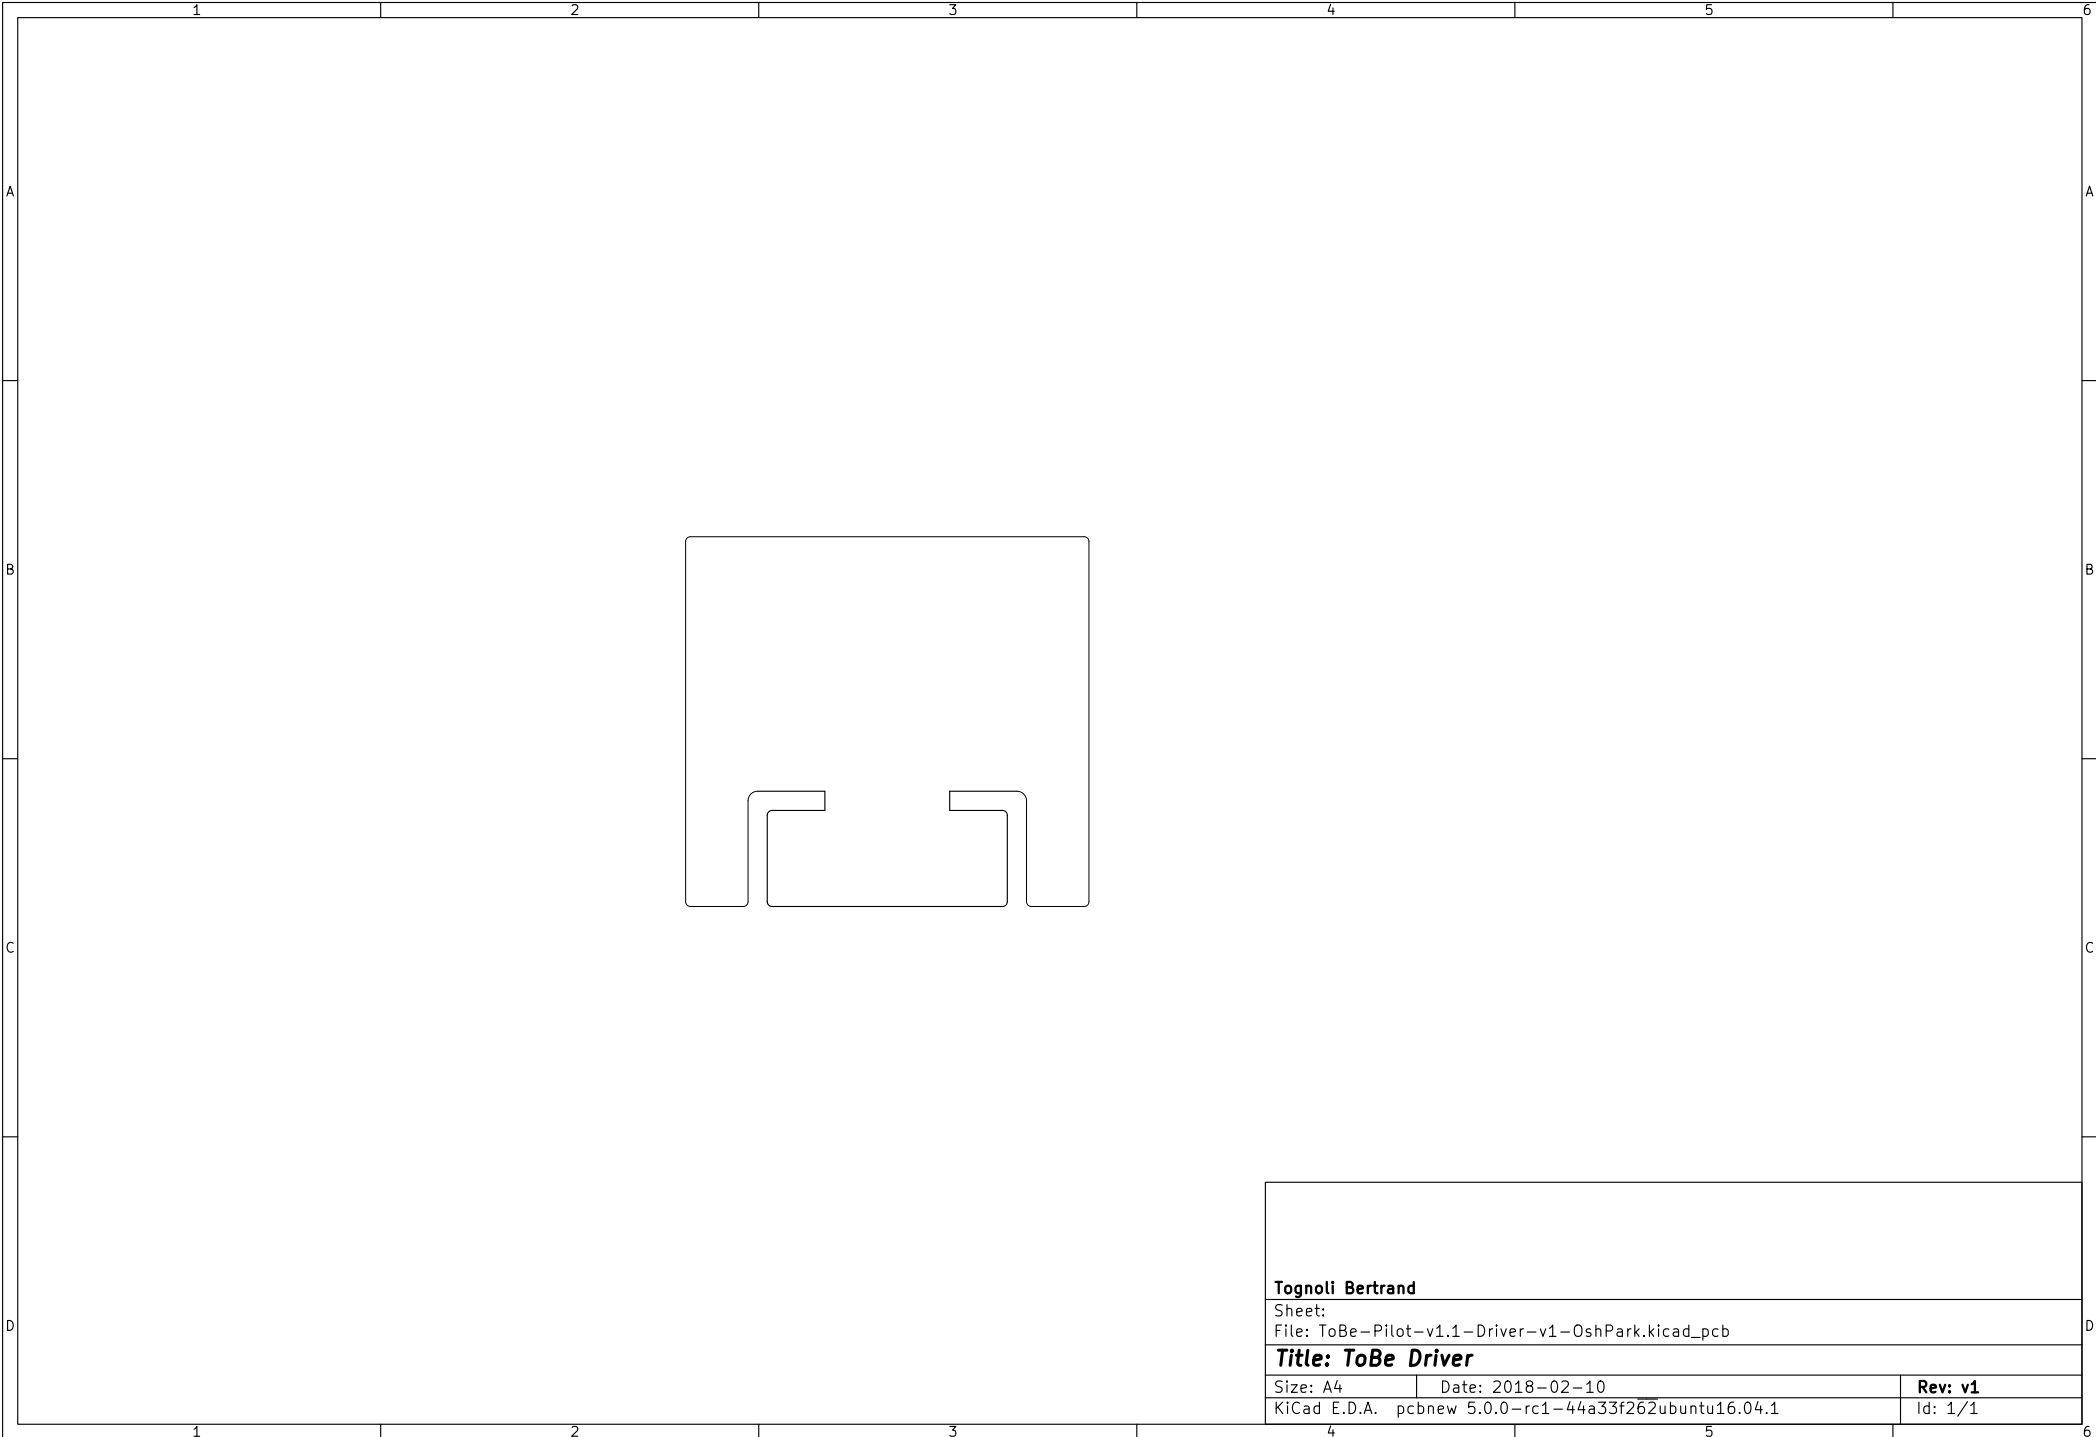 1 2 3 4 5 6
A A
B B
C C
Tognoli Bertrand
Sheet:
D File: ToBe-Pilot-v1.1-Driver-v1-OshPark.kicad_pcb D
Title: ToBe Driver
Size: A4 Date: 2018-02-10 Rev: v1
KiCad E.D.A. pcbnew 5.0.0-rc1-44a33f262ubuntu16.04.1 Id: 1/1
1 2 3 4 5 6